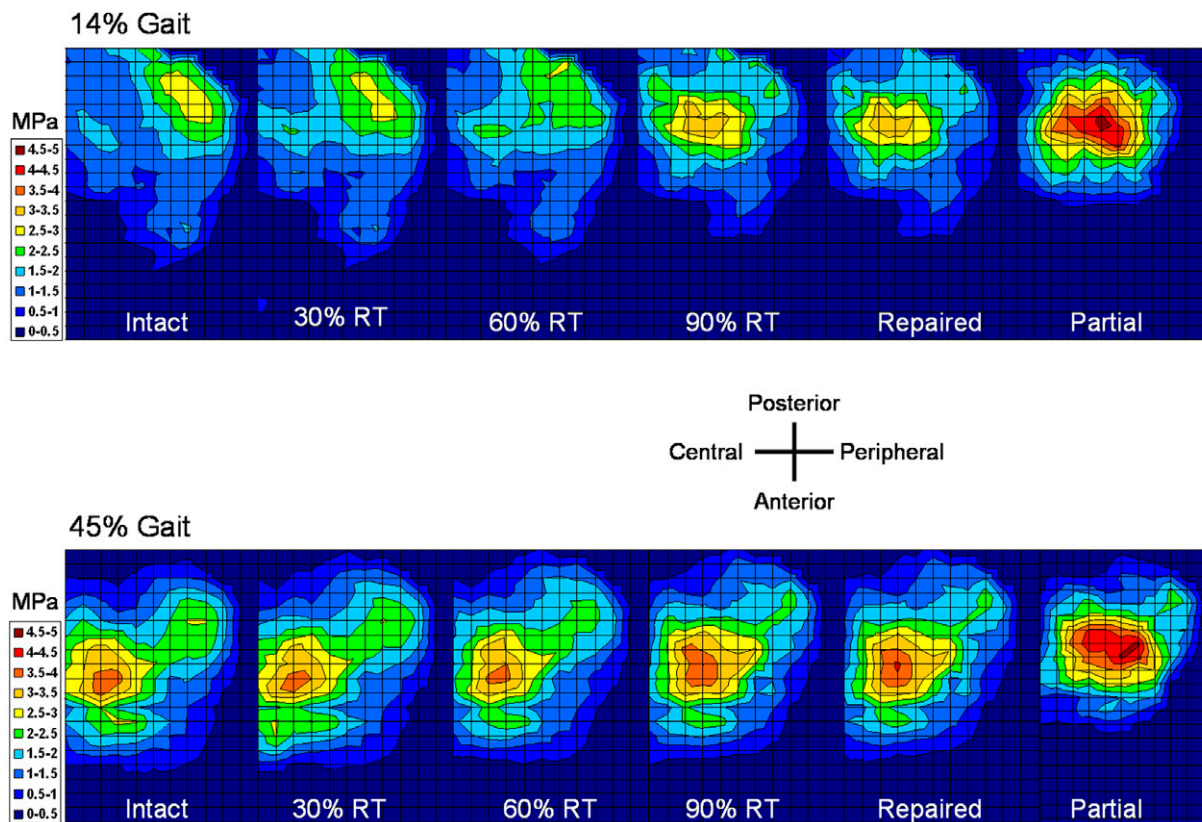 14% Gait
MPa
4.5-5
4-4.5
3.5-4
3-3.5
2.5-3
2-2.5
1.5-2
1-1.5
0.5-1
0-0.5
Intact
30% RT
60% RT
90% RT
Repaired
Partial
Posterior
Central
Peripheral
Anterior
45% Gait
MPa
4.5-5
4-4.5
3.5-4
3-3.5
2.5-3
2-2.5
1.5-2
1-1.5
0.5-1
0-0.5
Intact
30% RT
60% RT
90% RT
Repaired
Partial